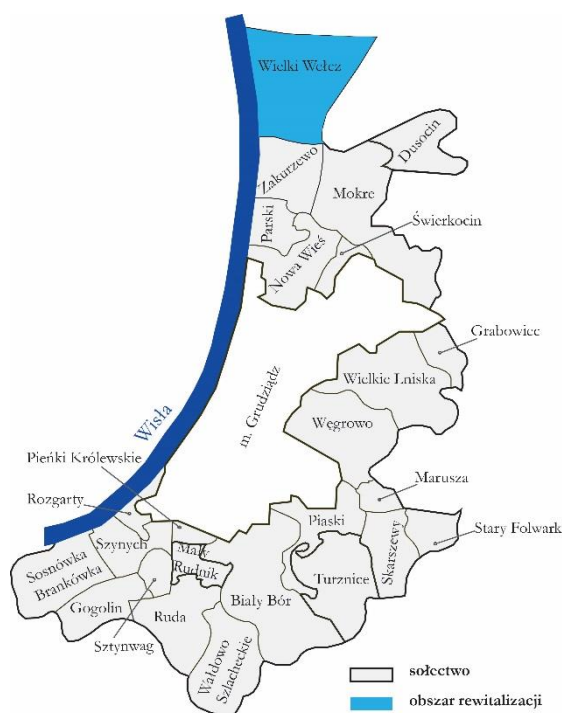 Wielki Wełcz
Dusocin
Zakurzewo
Mokre
Parski
Świerkocin
Nowa Wieś
Grabowiec
Wielkie Lniska
m. Grudziądz
Węgrowo
Wisła
Pieńki Królewskie
Marusza
Rozgarty
Piaski
Szynych
Mały
Rudnik
Skarszewy
Stary Folwark
Sosnówka
Brankówka
Turznice
Gogolin
Ruda
Biały Bór
Sztynwag
Wałdowo
Szlacheckie
sołectwo
obszar rewitalizacji